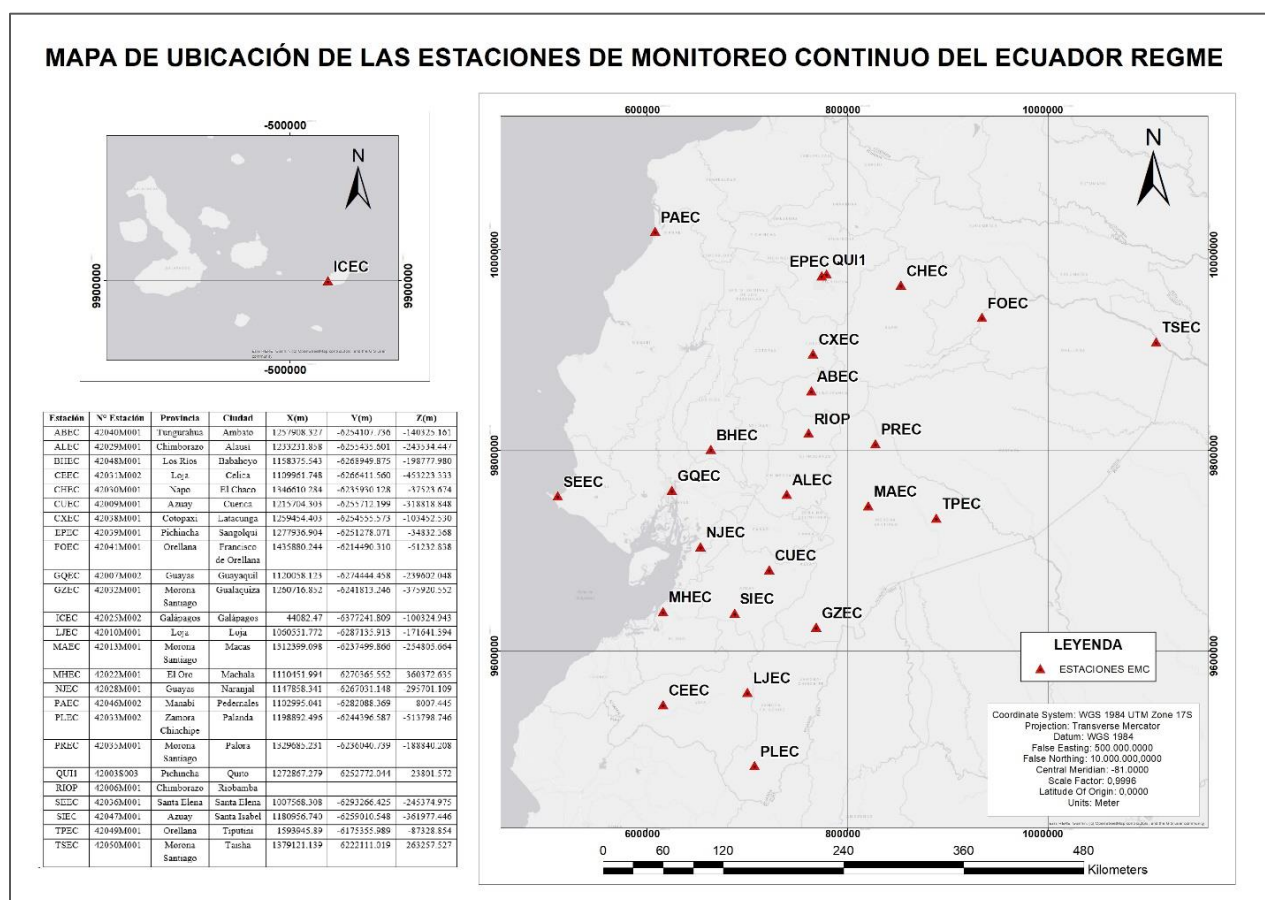 MAPA DE UBICACIÓN DE LAS ESTACIONES DE MONITOREO CONTINUO DEL ECUADOR REGME
-500000
N
ICEC
9900000
9900000
-500000
Estación N° Estación Provincia Ciudad X(m) Y(m) Z(m)
ABEC 42040M001 Tungurahua Ambato 1257908.327 -6254107.736 -140325.161
ALEC 42029M001 Chimborazo Alausí 1233231.858 -6255435.601 -243534.447
BHEC 42048M001 Los Ríos Babahoyo 1158375.543 -6268949.875 -198777.980
CEEC 42031M002 Loja Celica 1109961.748 -6266411.560 -453223.333
CHEC 42030M001 Napo El Chaco 1346610.284 -6235930.128 -37523.674
CUEC 42009M001 Azuay Cuenca 1215704.303 -6255712.199 -318818.848
CXEC 42038M001 Cotopaxi Latacunga 1259454.403 -6254555.573 -103452.530
EPEC 42039M001 Pichincha Sangolquí 1277936.904 -6251278.071 -34832.368
FOEC 42041M001 Orellana Francisco de Orellana 1435880.244 -6214490.310 -51232.838
GQEC 42007M002 Guayas Guayaquil 1120058.123 -6274444.458 -239602.048
GZEC 42032M001 Morona Santiago Gualaquiza 1260716.852 -6241813.246 -375920.552
ICEC 42025M002 Galápagos Galápagos 44082.47 -6377241.809 -100324.943
LJEC 42010M001 Loja Loja 1060531.772 -6287135.913 -171641.394
MAEC 42013M001 Morona Santiago Macas 1312399.098 -6237499.866 -254805.664
MHEC 42022M001 El Oro Machala 1110451.994 6270365.552 360372.635
NJEC 42028M001 Guayas Naranjal 1147858.341 -6267031.148 -295701.109
PAEC 42046M002 Manabí Pedernales 1102995.041 -6282088.369 8007.445
PLEC 42033M002 Zamora Chinchipe Palanda 1198892.496 -6244396.587 -513798.746
PREC 42035M001 Morona Santiago Palora 1329685.231 -6236040.739 -188840.208
QUI1 42003S003 Pichincha Quito 1272867.279 6252772.044 23801.572
RIOP 42006M001 Chimborazo Riobamba
SEEC 42036M001 Santa Elena Santa Elena 1007568.308 -6293266.425 -245374.975
SIEC 42047M001 Azuay Santa Isabel 1180956.740 -6259010.548 -361977.446
TPEC 42049M001 Orellana Tiputini 1593945.89 -6175355.989 -87328.854
TSEC 42050M001 Morona Santiago Taisha 1379121.139 6222111.019 263257.527
600000 800000 1000000
N
10000000
10000000
PAEC
EPEC QUI1
CHEC
FOEC
TSEC
CXEC
ABEC
RIOP
PREC
BHEC
9800000
9800000
SEEC
GQEC
ALEC
MAEC
TPEC
NJEC
CUEC
MHEC
SIEC
GZEC
9600000
9600000
LEYENDA
ESTACIONES EMC
LJEC
CEEC
PLEC
Coordinate System: WGS 1984 UTM Zone 17S
Projection: Transverse Mercator
Datum: WGS 1984
False Easting: 500.000.0000
False Northing: 10.000.000,0000
Central Meridian: -81.0000
Scale Factor: 0,9996
Latitude Of Origin: 0.0000
Units: Meter
600000 800000 1000000
0 60 120 240 360 480
Kilometers